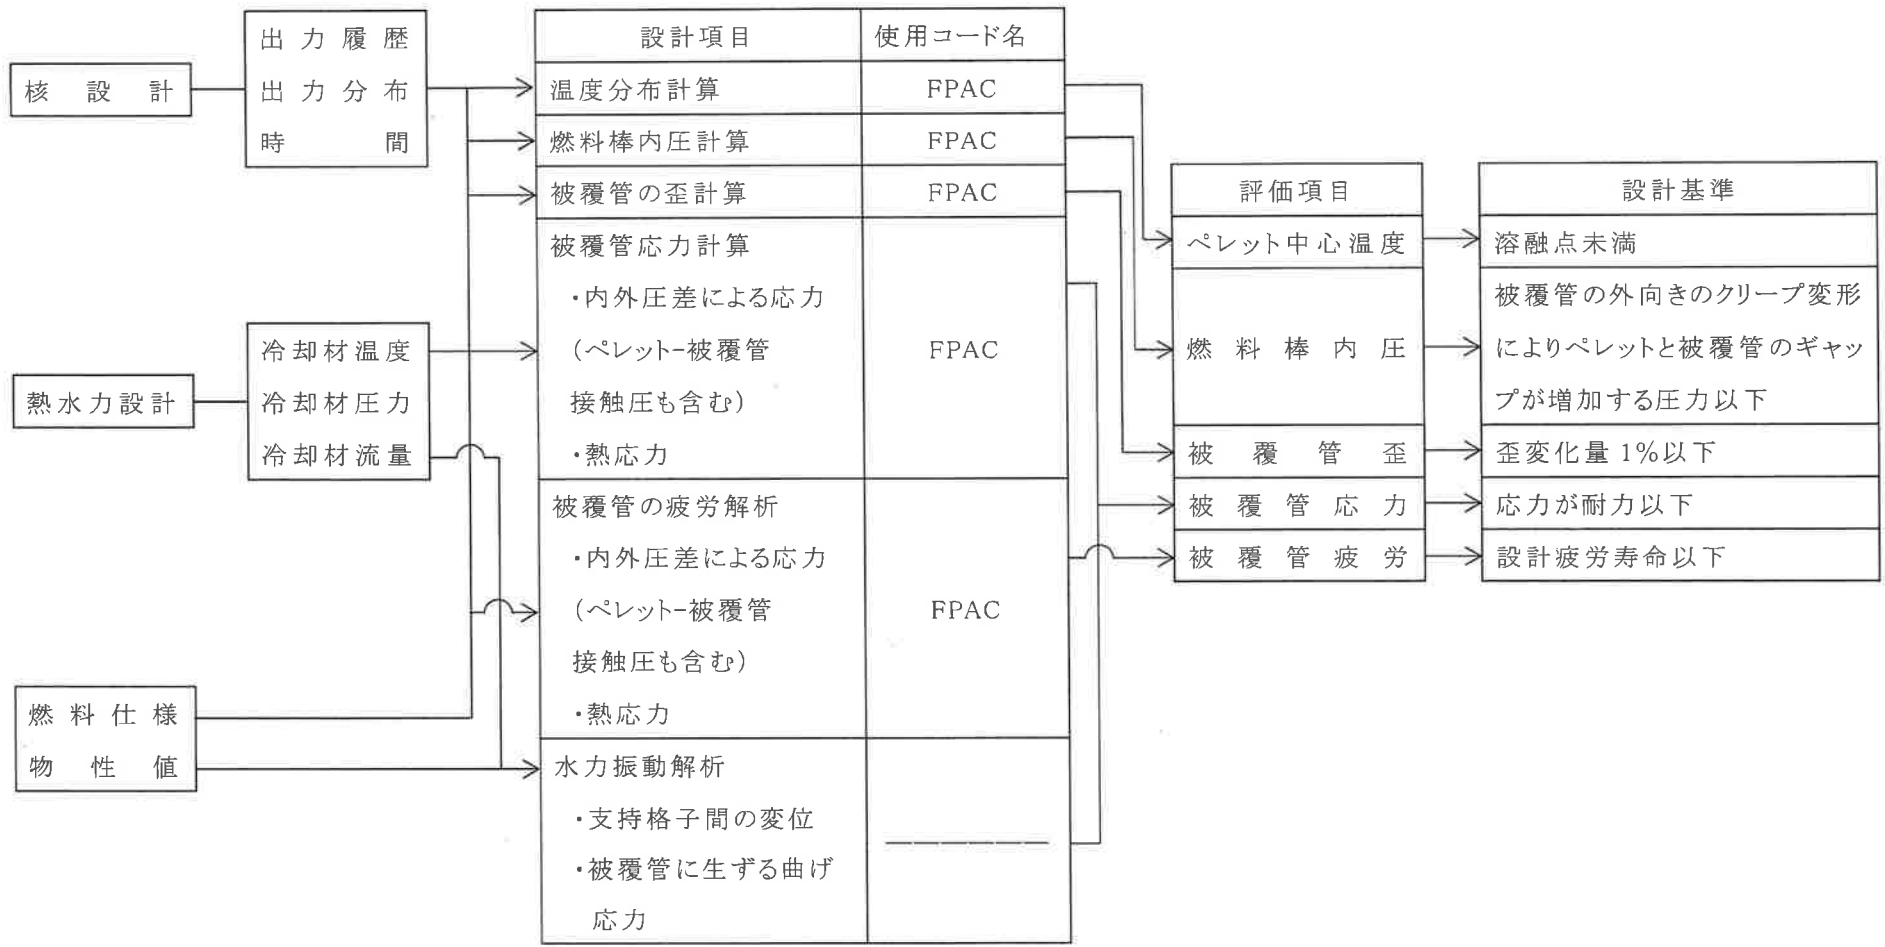 核設計
出力履歴
出力分布
時間
熱水力設計
冷却材温度
冷却材圧力
冷却材流量
燃料仕様
物性値
設計項目 使用コード名
温度分布計算 FPAC
燃料棒内圧計算 FPAC
被覆管の歪計算 FPAC
被覆管応力計算
・内外圧差による応力
(ペレット-被覆管
接触圧も含む)
・熱応力
FPAC
被覆管の疲労解析
・内外圧差による応力
(ペレット-被覆管
接触圧も含む)
・熱応力
FPAC
水力振動解析
・支持格子間の変位
・被覆管に生ずる曲げ
応力
評価項目 設計基準
ペレット中心温度 溶融点未満
燃料棒内圧
被覆管の外向きのクリープ変形
によりペレットと被覆管のギャッ
プが増加する圧力以下
被覆管歪 歪変化量1%以下
被覆管応力 応力が耐力以下
被覆管疲労 設計疲労寿命以下